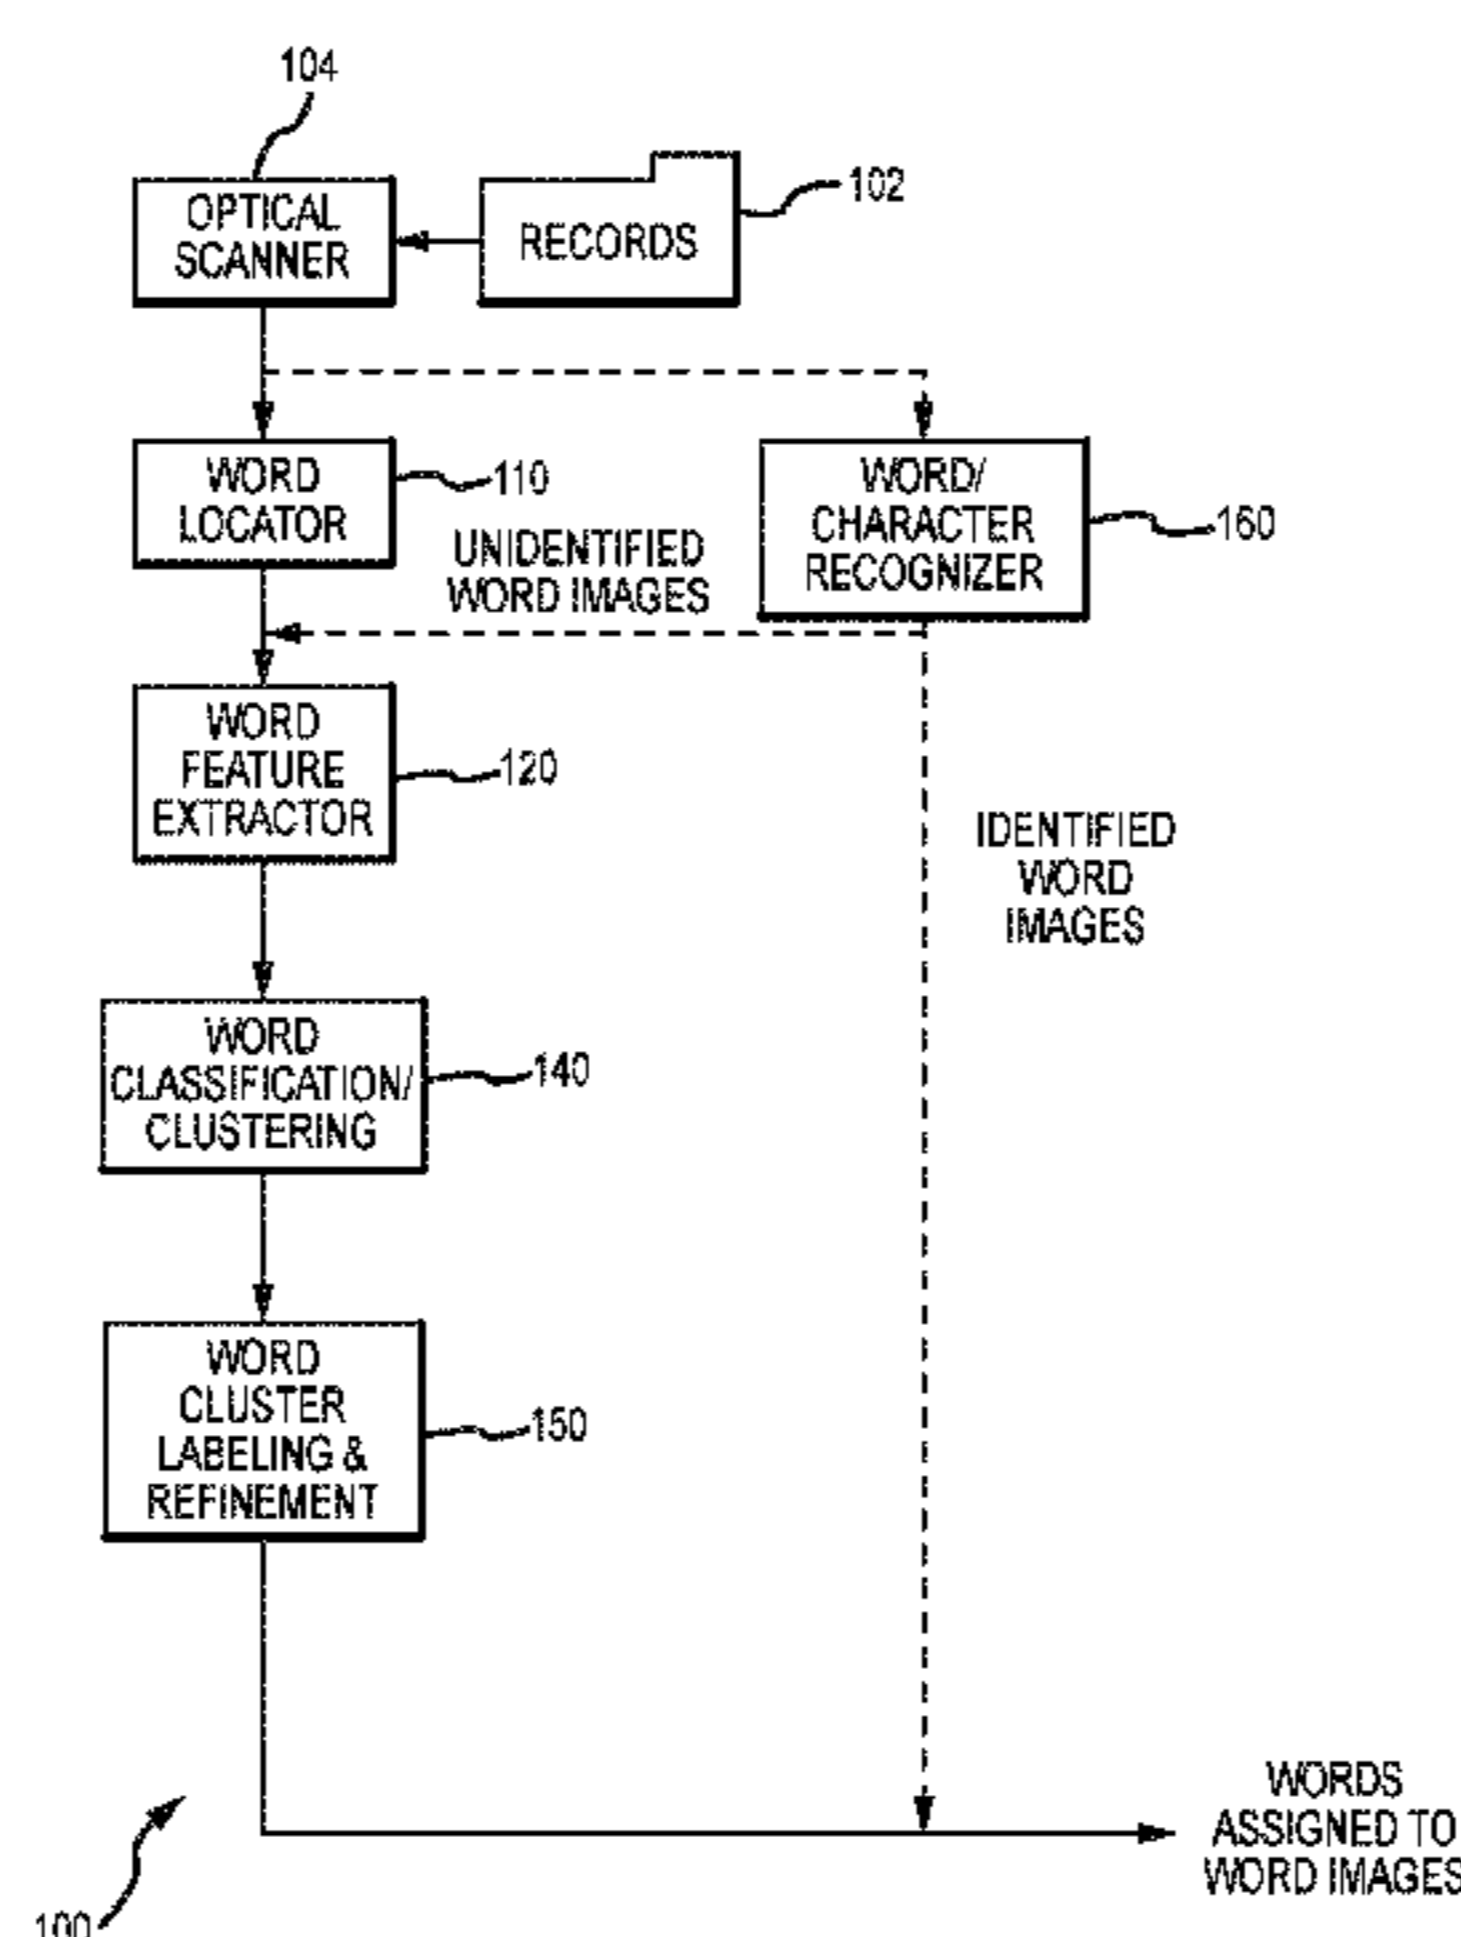 104
OPTICAL
SCANNER
RECORDS
102
WORD
LOCATOR
110
UNIDENTIFIED
WORD IMAGES
WORD/
CHARACTER
RECOGNIZER
160
WORD
FEATURE
EXTRACTOR
120
IDENTIFIED
WORD
IMAGES
WORD
CLASSIFICATION/
CLUSTERING
140
WORD
CLUSTER
LABELING &
REFINEMENT
150
WORDS
ASSIGNED TO
WORD IMAGES
100